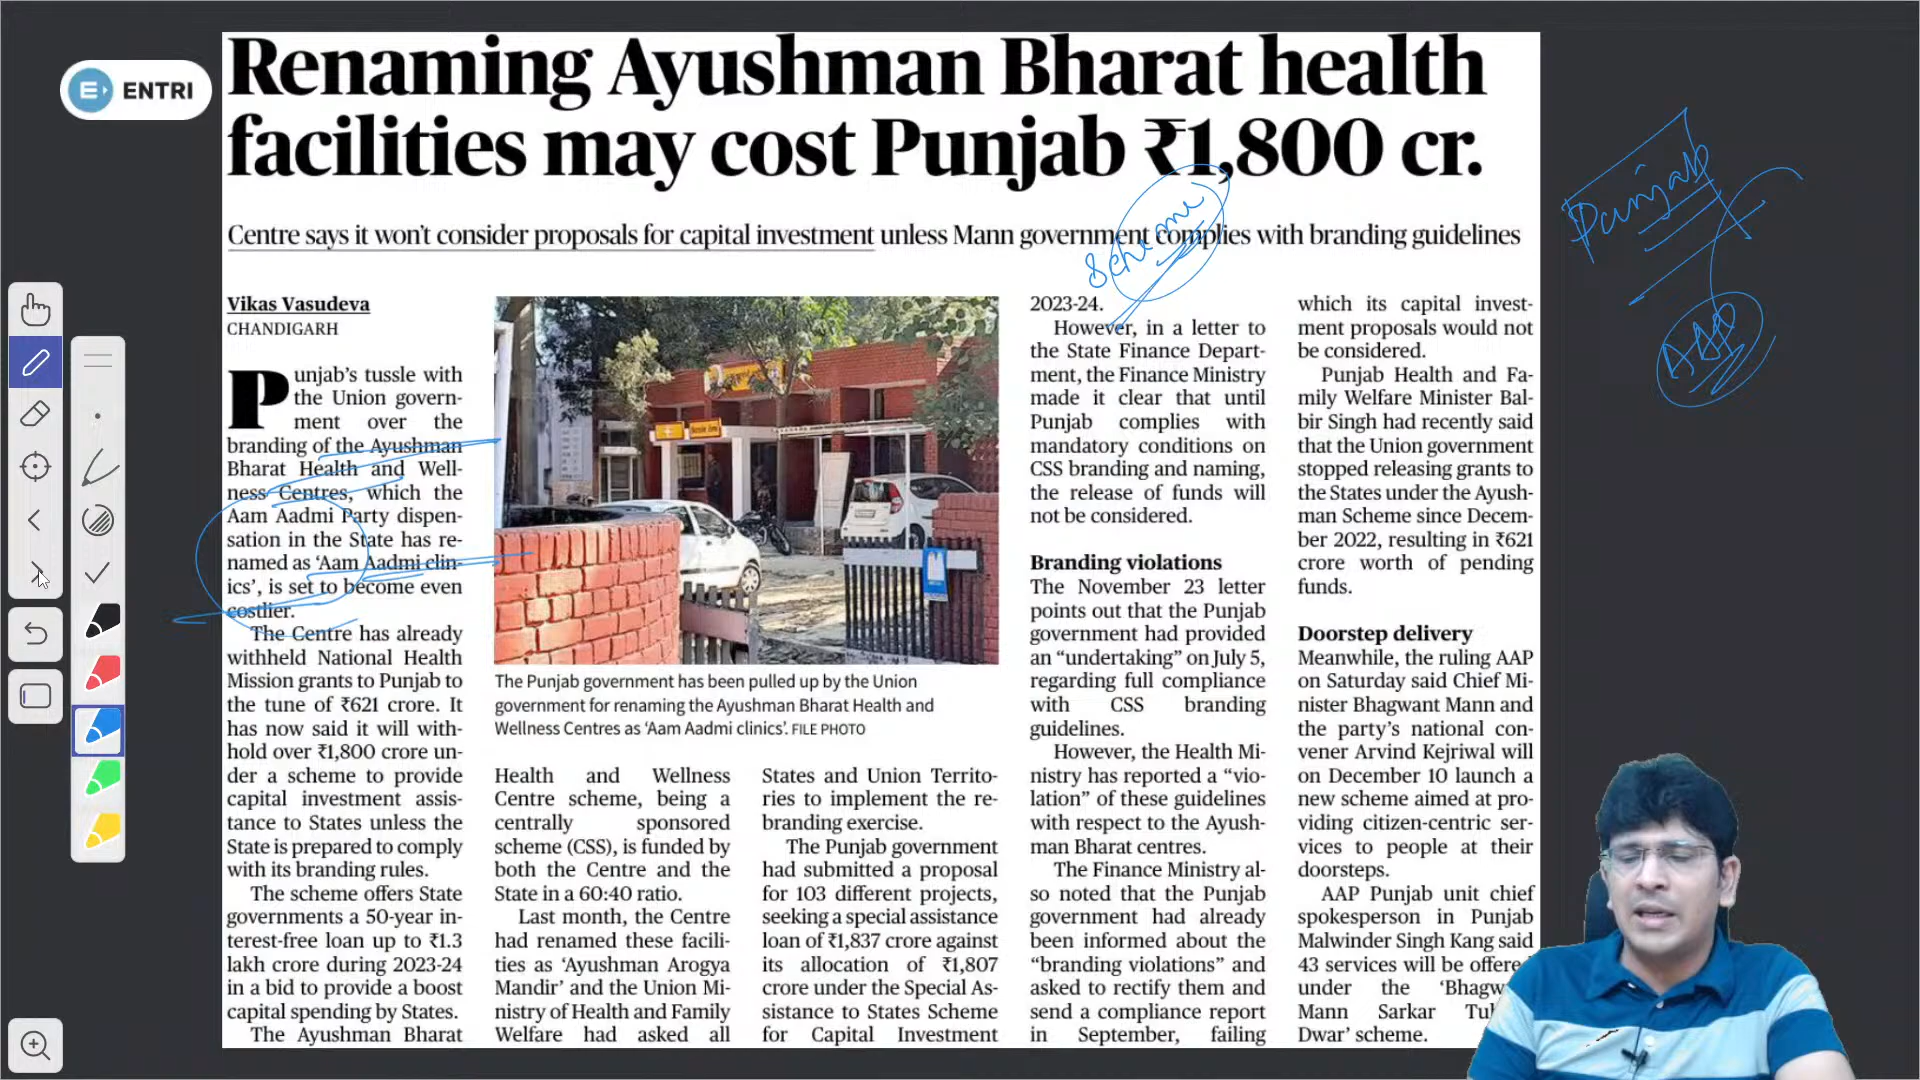 ENTRI
Renaming Ayushman Bharat health
facilities may cost Punjab ₹1,800 cr.
Centre says it won't consider proposals for capital investment unless Mann government complies with branding guidelines
Vikas Vasudeva
CHANDIGARH
Punjab's tussle with
the Union govern-
ment over the
branding of the Ayushman
Bharat Health and Well-
ness Centres, which the
Aam Aadmi Party dispen-
sation in the State has re-
named as 'Aam Aadmi clin-
ics', is set to become even
costlier.
The Centre has already
withheld National Health
Mission grants to Punjab to
the tune of ₹621 crore. It
has now said it will with-
hold over ₹1,800 crore un-
der a scheme to provide
capital investment assis-
tance to States unless the
State is prepared to comply
with its branding rules.
The scheme offers State
governments a 50-year in-
terest-free loan up to ₹1.3
lakh crore during 2023-24
in a bid to provide a boost
capital spending by States.
The Ayushman Bharat
The Punjab government has been pulled up by the Union
government for renaming the Ayushman Bharat Health and
Wellness Centres as 'Aam Aadmi clinics'. FILE PHOTO
Health and Wellness
Centre scheme, being a
centrally sponsored
scheme (CSS), is funded by
both the Centre and the
State in a 60:40 ratio.
Last month, the Centre
had renamed these facili-
ties as 'Ayushman Arogya
Mandir' and the Union Mi-
nistry of Health and Family
Welfare had asked all
States and Union Territo-
ries to implement the re-
branding exercise.
The Punjab government
had submitted a proposal
for 103 different projects,
seeking a special assistance
loan of ₹1,837 crore against
its allocation of ₹1,807
crore under the Special As-
sistance to States Scheme
for Capital Investment
2023-24.
However, in a letter to
the State Finance Depart-
ment, the Finance Ministry
made it clear that until
Punjab complies with
mandatory conditions on
CSS branding and naming,
the release of funds will
not be considered.
Branding violations
The November 23 letter
points out that the Punjab
government had provided
an "undertaking" on July 5,
regarding full compliance
with CSS branding
guidelines.
However, the Health Mi-
nistry has reported a "vio-
lation" of these guidelines
with respect to the Ayush-
man Bharat centres.
The Finance Ministry al-
so noted that the Punjab
government had already
been informed about the
"branding violations" and
asked to rectify them and
send a compliance report
in September, failing
which its capital invest-
ment proposals would not
be considered.
Punjab Health and Fa-
mily Welfare Minister Bal-
bir Singh had recently said
that the Union government
stopped releasing grants to
the States under the Ayush-
man Scheme since Decem-
ber 2022, resulting in ₹621
crore worth of pending
funds.
Doorstep delivery
Meanwhile, the ruling AAP
on Saturday said Chief Mi-
nister Bhagwant Mann and
the party's national con-
vener Arvind Kejriwal will
on December 10 launch a
new scheme aimed at pro-
viding citizen-centric ser-
vices to people at their
doorsteps.
AAP Punjab unit chief
spokesperson in Punjab
Malwinder Singh Kang said
43 services will be offered
under the 'Bhagw
Mann Sarkar Tu
Dwar' scheme.
Scheme
Punjab
AAP